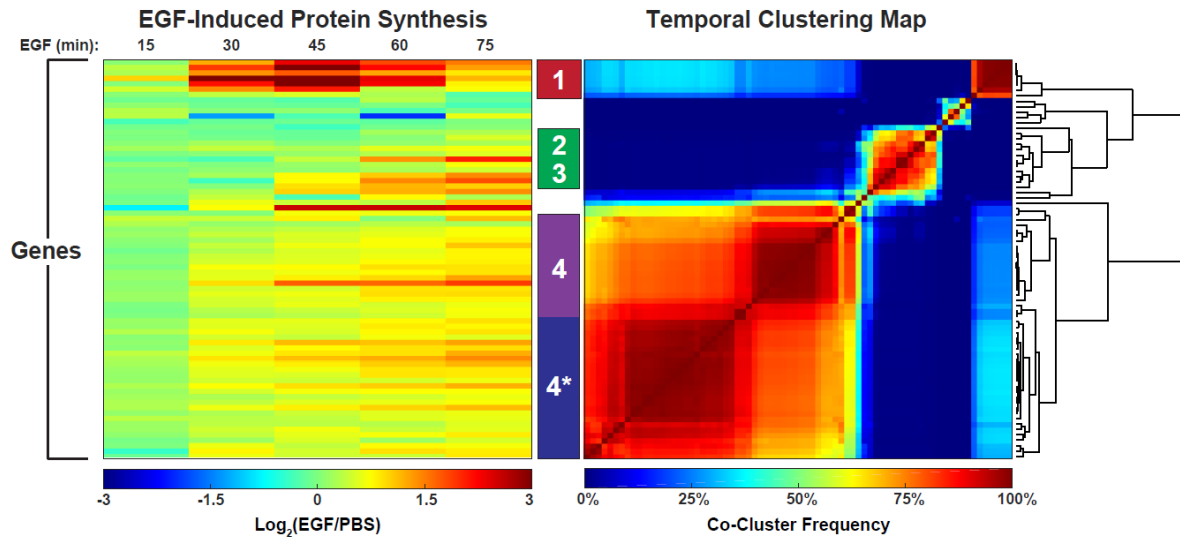 EGF-Induced Protein Synthesis
Temporal Clustering Map
EGF (min): 15 30 45 60 75
Genes
1
2
3
4
4*
-3 -1.5 0 1.5 3
Log2(EGF/PBS)
0% 25% 50% 75% 100%
Co-Cluster Frequency